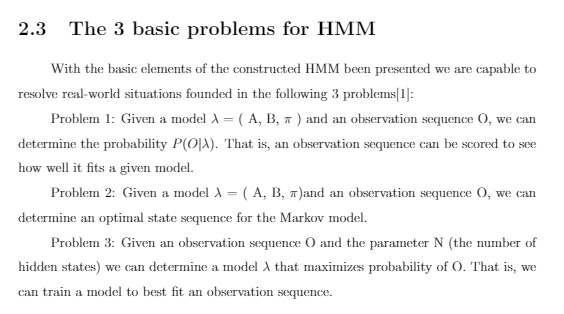 2.3 The 3 basic problems for HMM
With the basic elements of the constructed HMM been presented we are capable to
resolve real-world situations founded in the following 3 problems[1]:
Problem 1: Given a model λ = ( A, B, π ) and an observation sequence O, we can
determine the probability P(O|λ). That is, an observation sequence can be scored to see
how well it fits a given model.
Problem 2: Given a model λ = ( A, B, π)and an observation sequence O, we can
determine an optimal state sequence for the Markov model.
Problem 3: Given an observation sequence O and the parameter N (the number of
hidden states) we can determine a model λ that maximizes probability of O. That is, we
can train a model to best fit an observation sequence.